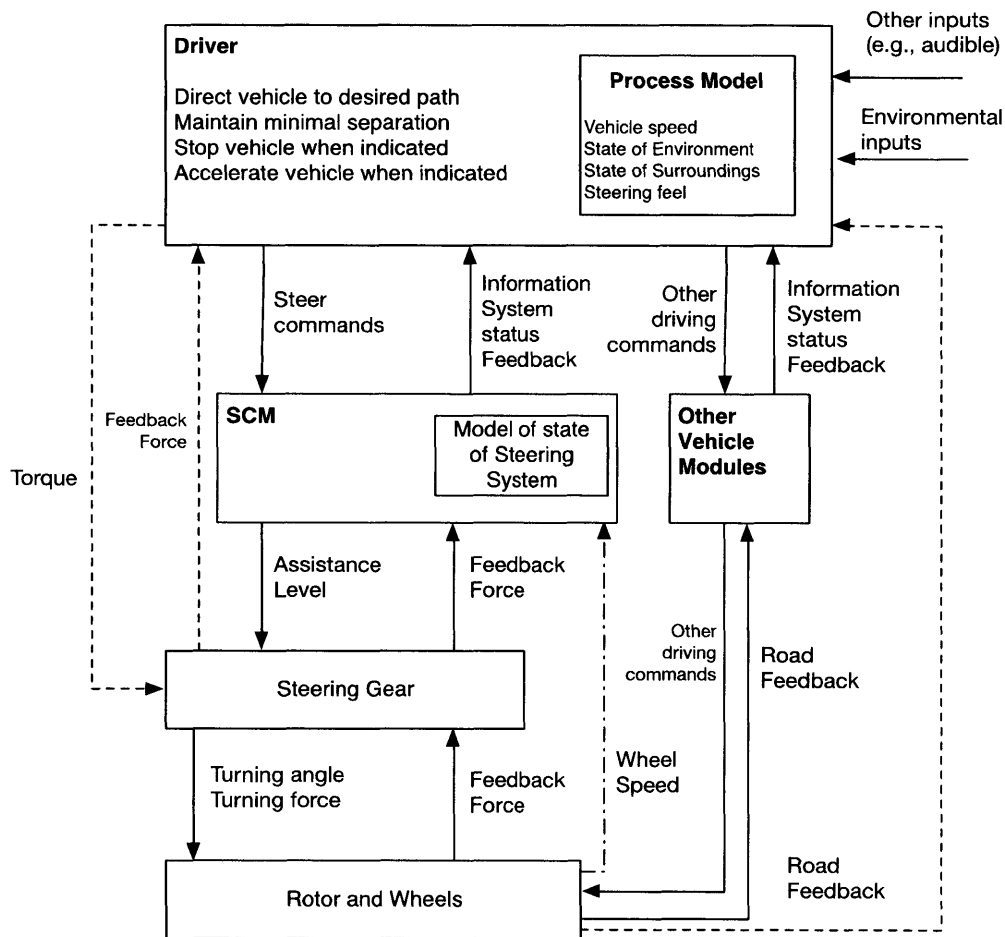 Driver
Direct vehicle to desired path
Maintain minimal separation
Stop vehicle when indicated
Accelerate vehicle when indicated
Process Model
Vehicle speed
State of Environment
State of Surroundings
Steering feel
Other inputs
(e.g., audible)
Environmental
inputs
Steer
commands
Information
System
status
Feedback
Other
driving
commands
Information
System
status
Feedback
Feedback
Force
Torque
SCM
Model of state
of Steering
System
Other
Vehicle
Modules
Assistance
Level
Feedback
Force
Other
driving
commands
Road
Feedback
Steering Gear
Turning angle
Turning force
Feedback
Force
Wheel
Speed
Rotor and Wheels
Road
Feedback